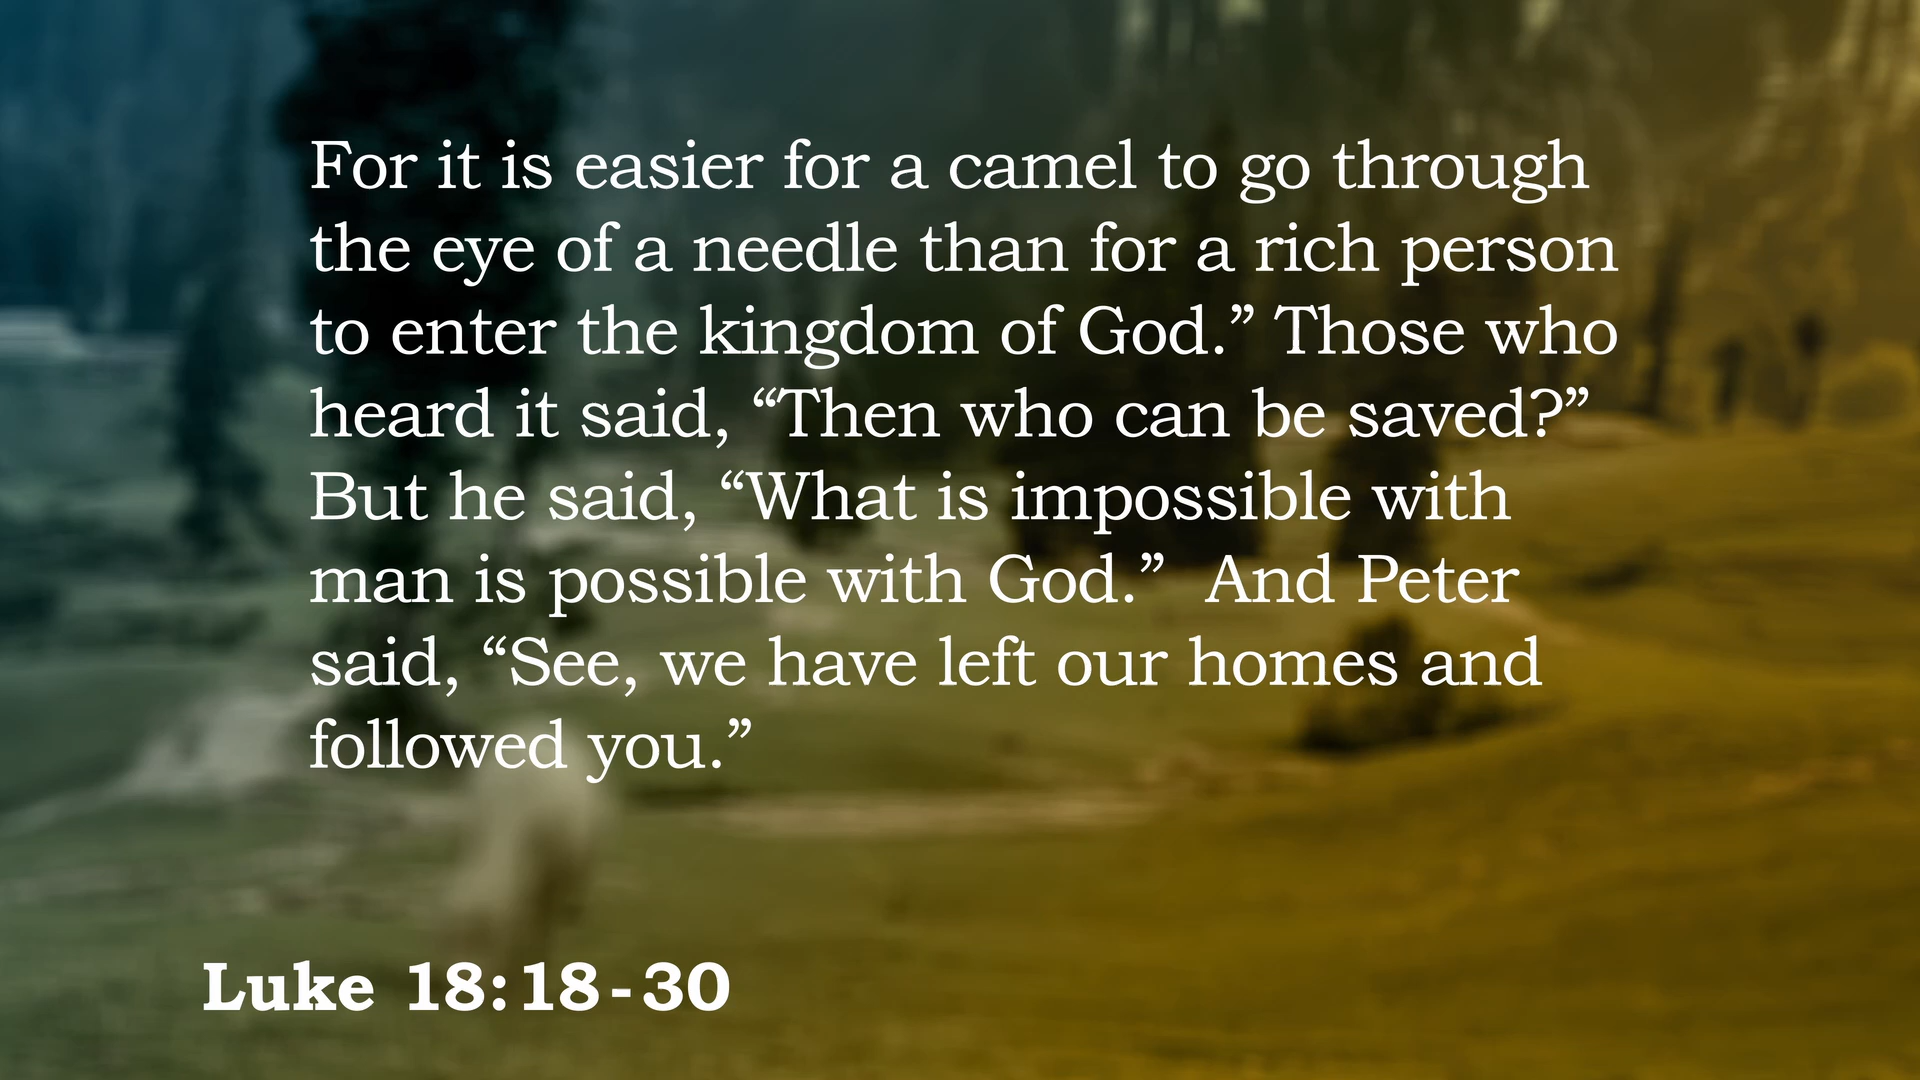 For it is easier for a camel to go through
the eye of a needle than for a rich person
to enter the kingdom of God.” Those who
heard it said, “Then who can be saved?”
But he said, “What is impossible with
man is possible with God.”  And Peter
said, “See, we have left our homes and
followed you.”
Luke 18:18-30